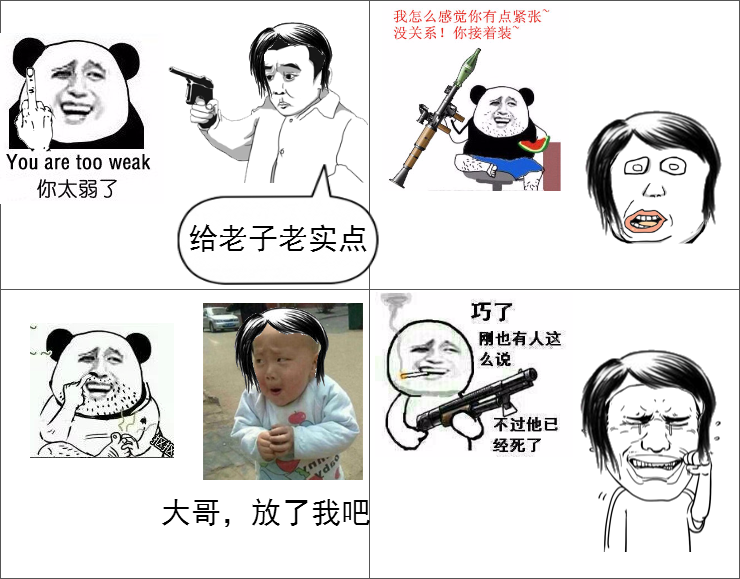 You are too weak
你太弱了
给老子老实点
我怎么感觉你有点紧张~
没关系！你接着装~
大哥，放了我吧
巧了
刚也有人这
么说
不过他已
经死了